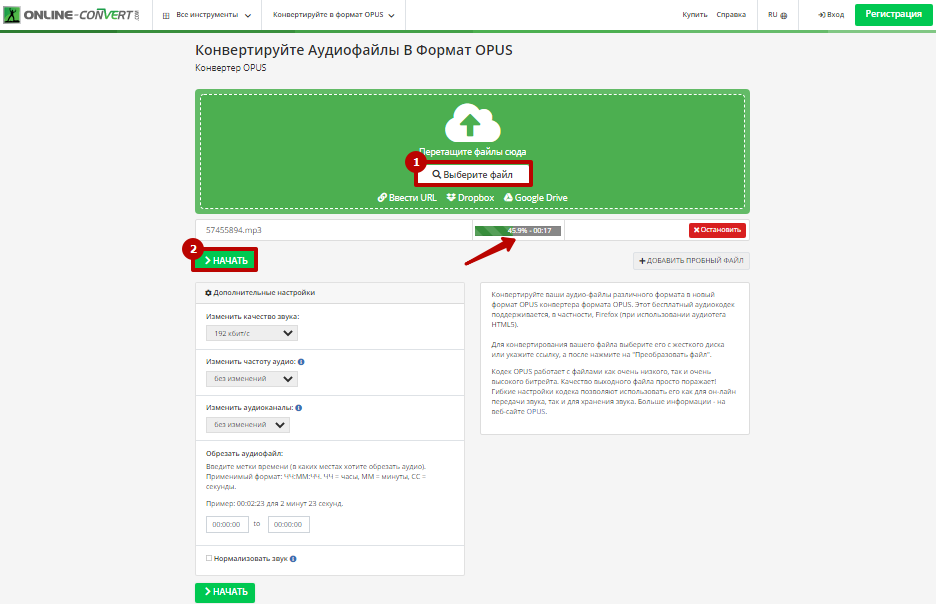 ONLINE-CONVERT.COM
Все инструменты
Конвертируйте в формат OPUS
Купить
Справка
RU
Вход
Регистрация
Конвертируйте Аудиофайлы В Формат OPUS
Конвертер OPUS
Перетащите файлы сюда
1
Выберите файл
Ввести URL
Dropbox
Google Drive
57455894.mp3
45.9% - 00:17
Остановить
2
НАЧАТЬ
ДОБАВИТЬ ПРОБНЫЙ ФАЙЛ
Дополнительные настройки
Изменить качество звука:
192 кбит/с
Изменить частоту аудио:
без изменений
Изменить аудиоканалы:
без изменений
Обрезать аудиофайл:
Введите метки времени (в каких местах хотите обрезать аудио).
Применимый формат: ЧЧ:ММ:ЧЧ. ЧЧ = часы, ММ = минуты, СС =
секунды.
Пример: 00:02:23 для 2 минут 23 секунд.
00:00:00 to 00:00:00
Нормализовать звук
НАЧАТЬ
Конвертируйте ваши аудио-файлы различного формата в новый
формат OPUS конвертера формата OPUS. Этот бесплатный аудиокодек
поддерживается, в частности, Firefox (при использовании аудиотега
HTML5).
Для конвертирования вашего файла выберите его с жесткого диска
или укажите ссылку, а после нажмите на "Преобразовать файл".
Кодек OPUS работает с файлами как очень низкого, так и очень
высокого битрейта. Качество выходного файла просто поражает!
Гибкие настройки кодека позволяют использовать его как для он-лайн
передачи звука, так и для хранения звука. Больше информации - на
веб-сайте OPUS.